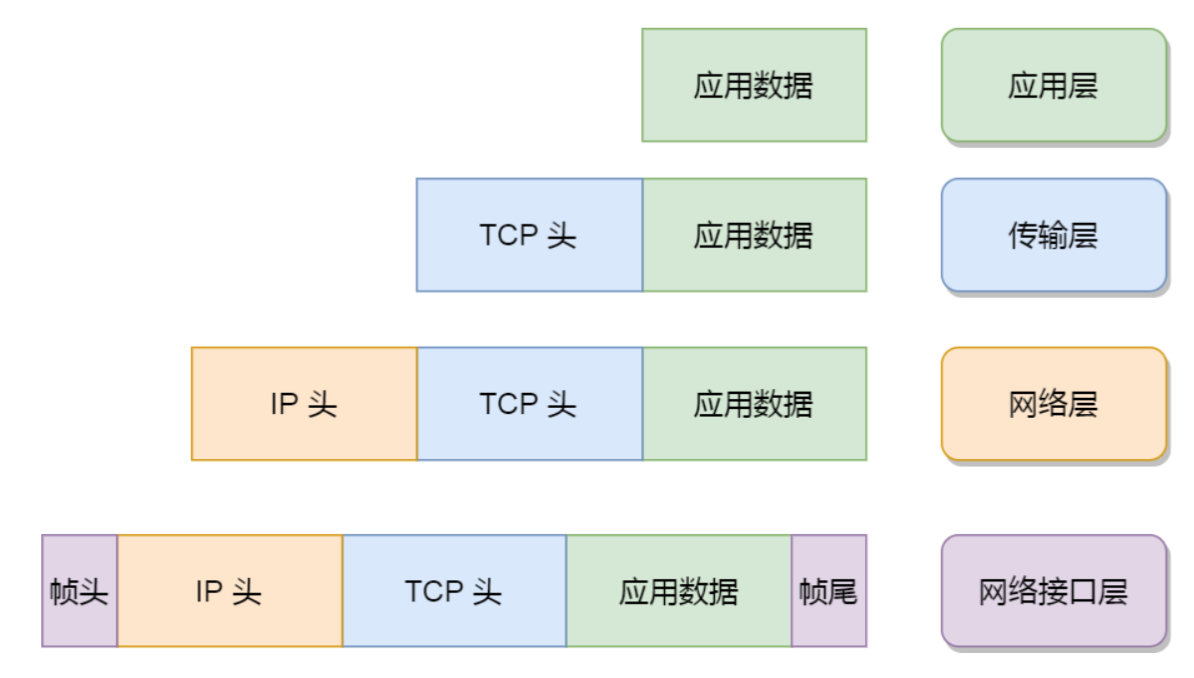 应用数据 应用层
TCP 头 应用数据 传输层
IP 头 TCP 头 应用数据 网络层
帧头 IP 头 TCP 头 应用数据 帧尾 网络接口层